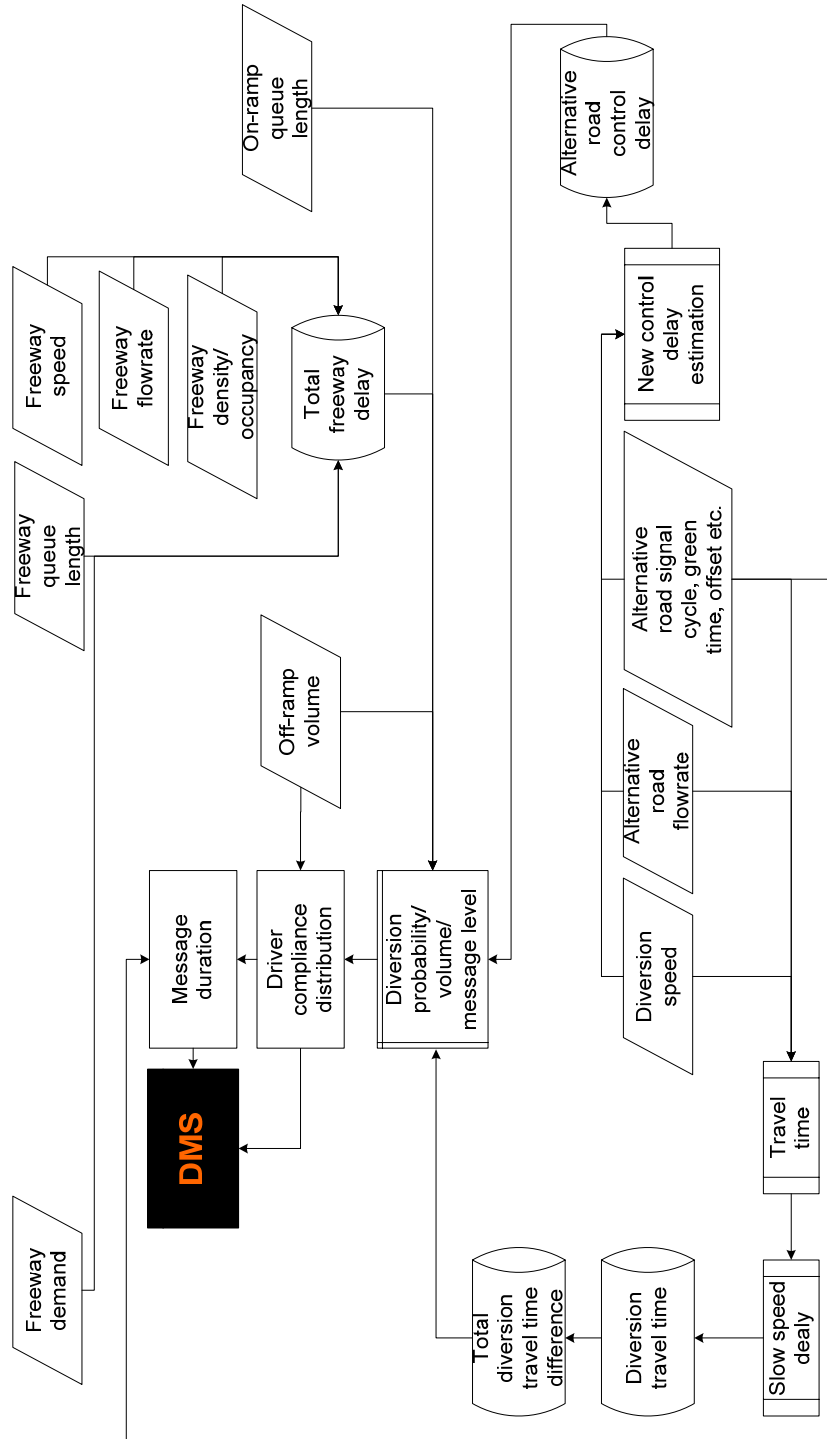 Freeway
demand
Freeway
queue
length
Freeway
speed
Freeway
flowrate
Freeway
density/
occupancy
On-ramp
queue
length
Total
freeway
delay
Off-ramp
volume
DMS
Message
duration
Driver
compliance
distribution
Diversion
probability/
volume/
message level
Total
diversion
travel time
difference
Diversion
travel time
Slow speed
dealy
Travel
time
Diversion
speed
Alternative
road
flowrate
Alternative
road signal
cycle, green
time, offset etc.
New control
delay
estimation
Alternative
road
control
delay